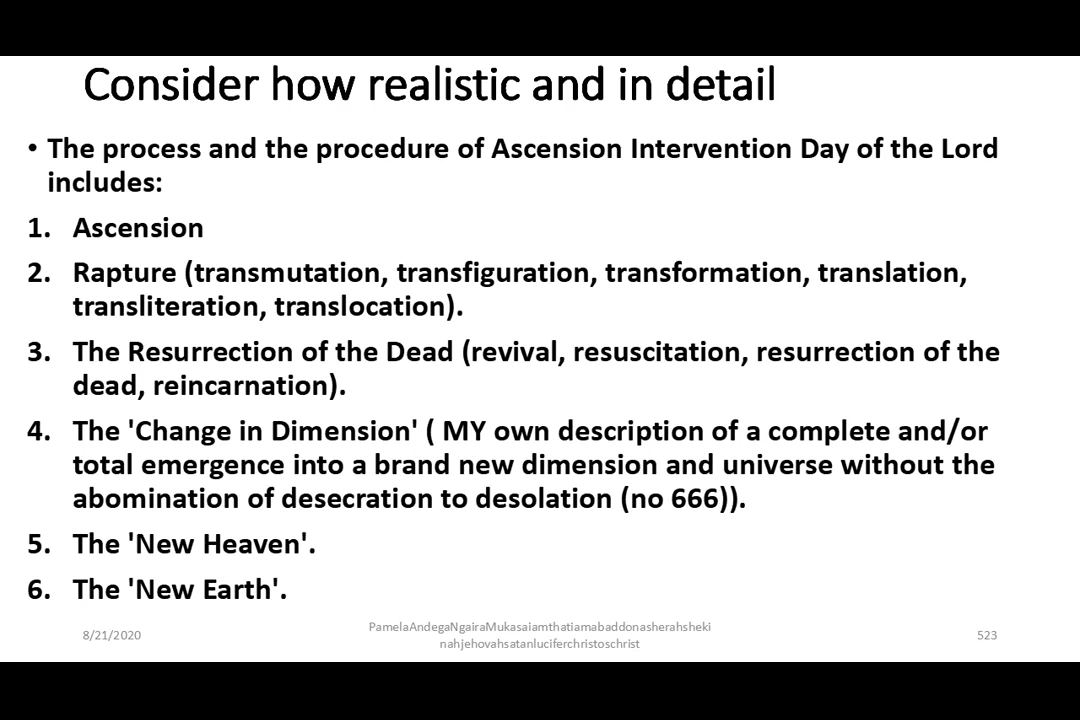 Consider how realistic and in detail
• The process and the procedure of Ascension Intervention Day of the Lord
includes:
1. Ascension
2. Rapture (transmutation, transfiguration, transformation, translation,
transliteration, translocation).
3. The Resurrection of the Dead (revival, resuscitation, resurrection of the
dead, reincarnation).
4. The 'Change in Dimension' ( MY own description of a complete and/or
total emergence into a brand new dimension and universe without the
abomination of desecration to desolation (no 666)).
5. The 'New Heaven'.
6. The 'New Earth'.
8/21/2020
PamelaAndegaNgairaMukasaiamthatiamabaddonasherahsheki
nahjehovahsatanluciferchristoschrist
523